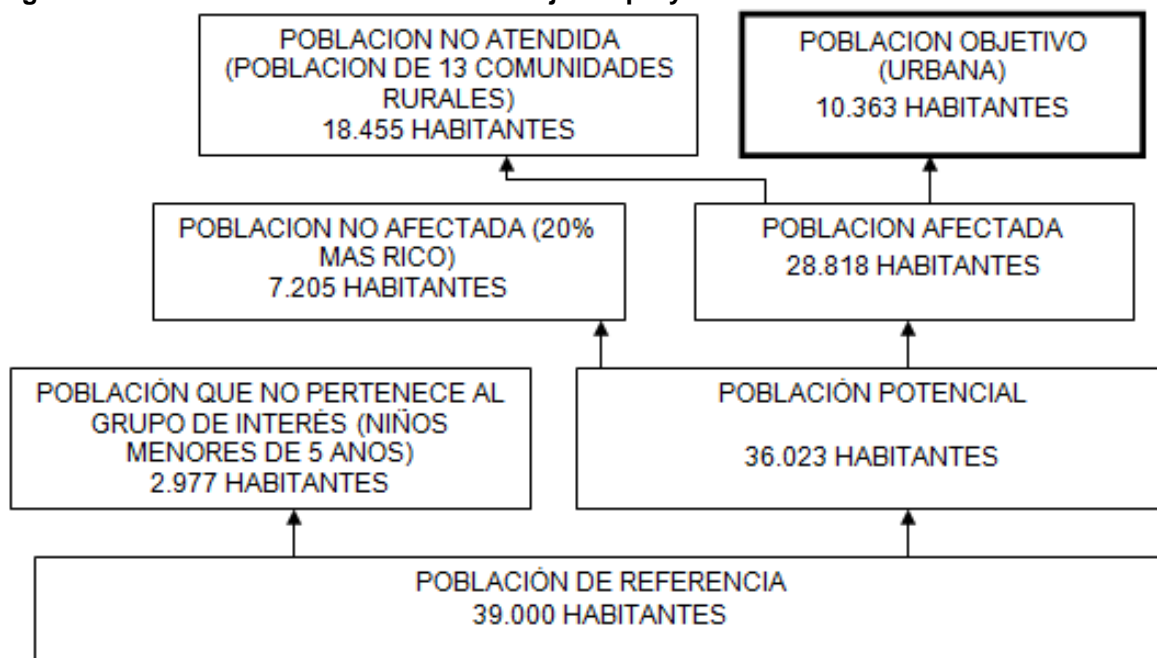 POBLACION NO ATENDIDA
(POBLACION DE 13 COMUNIDADES
RURALES)
18.455 HABITANTES
POBLACION OBJETIVO
(URBANA)
10.363 HABITANTES
POBLACION NO AFECTADA (20%
MAS RICO)
7.205 HABITANTES
POBLACION AFECTADA
28.818 HABITANTES
POBLACIÓN QUE NO PERTENECE AL
GRUPO DE INTERÉS (NIÑOS
MENORES DE 5 AÑOS)
2.977 HABITANTES
POBLACIÓN POTENCIAL
36.023 HABITANTES
POBLACIÓN DE REFERENCIA
39.000 HABITANTES